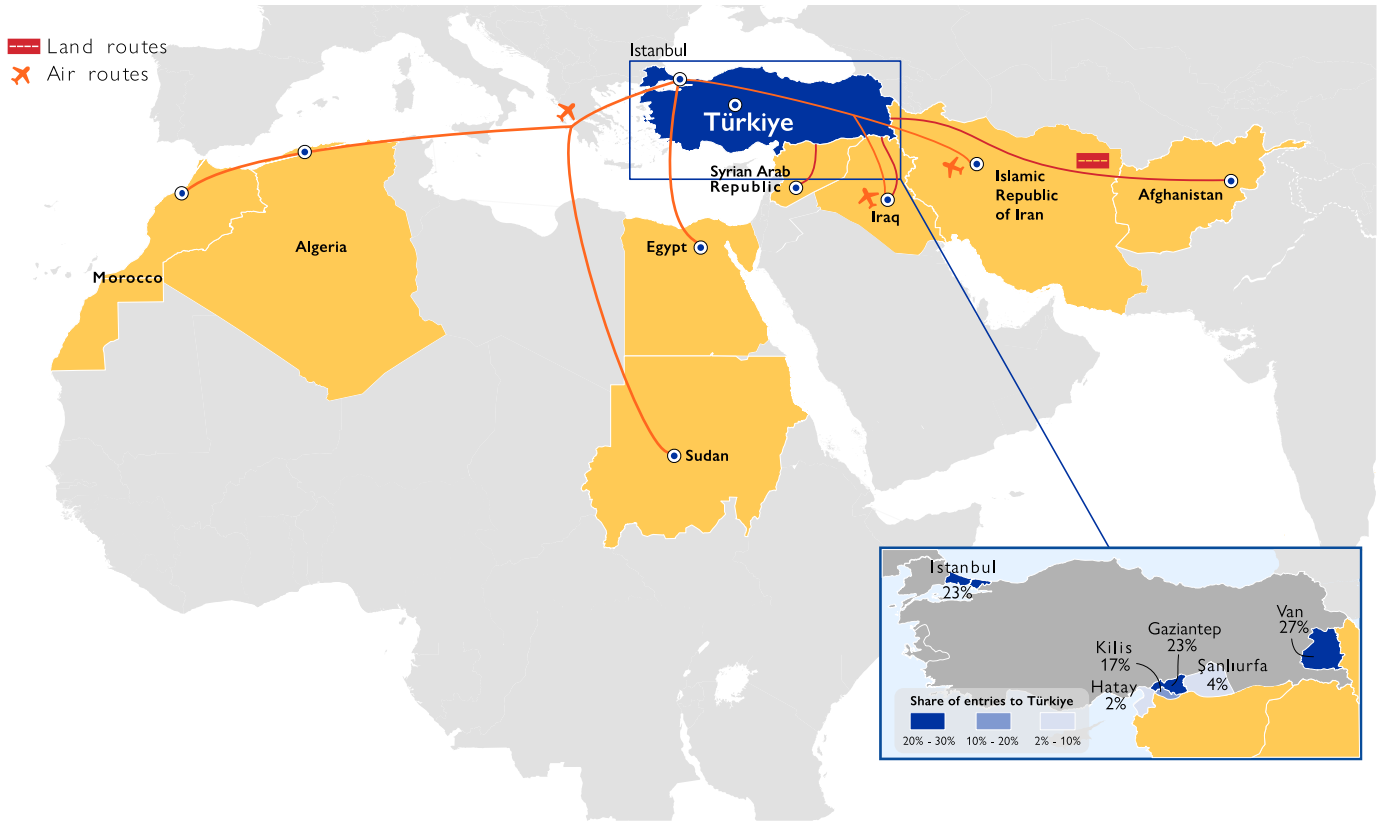 Land routes
Air routes
Istanbul
Türkiye
Syrian Arab
Republic
Iraq
Islamic
Republic
of Iran
Afghanistan
Algeria
Morocco
Egypt
Sudan
Istanbul
23%
Van
27%
Gaziantep
23%
Kilis
17%
Şanlıurfa
4%
Hatay
2%
Share of entries to Türkiye
20% - 30%
10% - 20%
2% - 10%